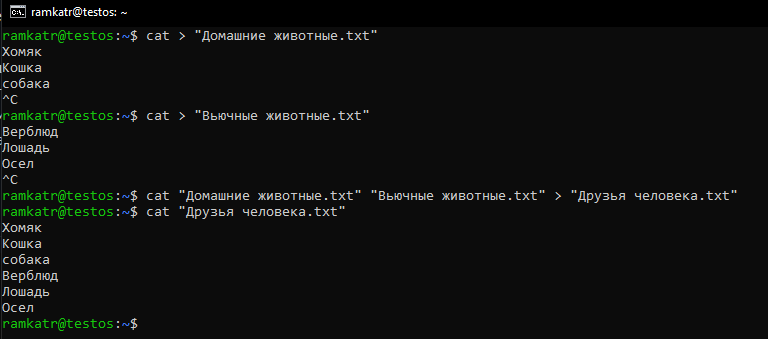 ramkatr@testos: ~
ramkatr@testos:~$ cat > "Домашние животные.txt"
Хомяк
Кошка
собака
^C
ramkatr@testos:~$ cat > "Вьючные животные.txt"
Верблюд
Лошадь
Осел
^C
ramkatr@testos:~$ cat "Домашние животные.txt" "Вьючные животные.txt" > "Друзья человека.txt"
ramkatr@testos:~$ cat "Друзья человека.txt"
Хомяк
Кошка
собака
Верблюд
Лошадь
Осел
ramkatr@testos:~$